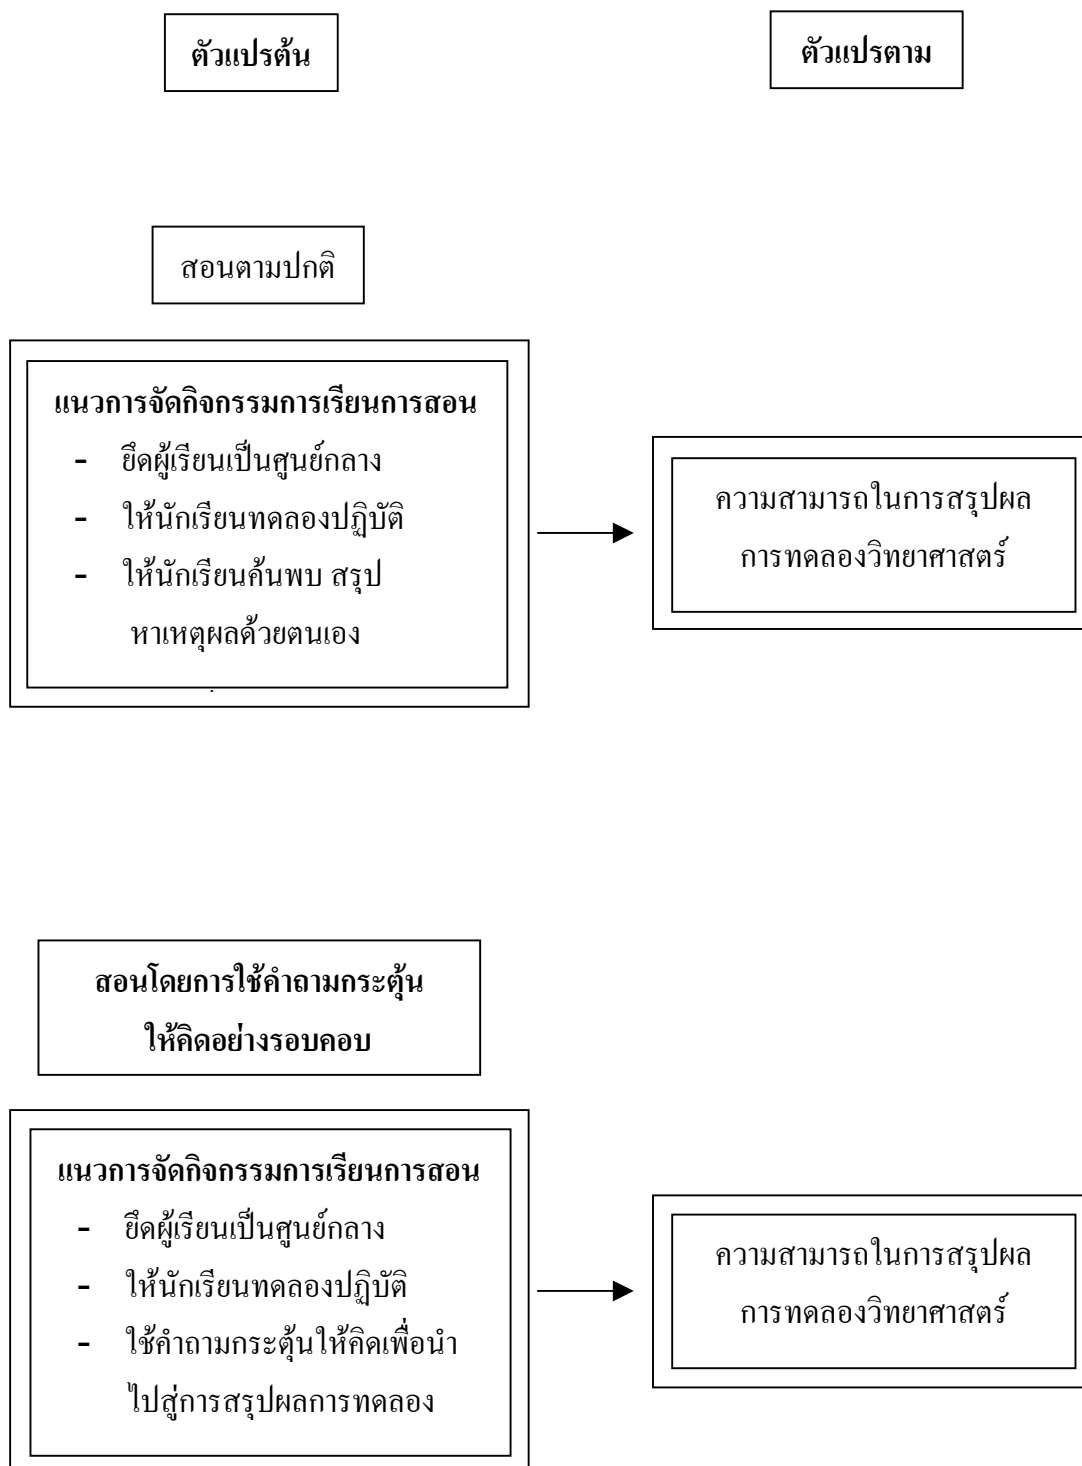 ตัวแปรต้น
ตัวแปรตาม
สอนตามปกติ
แนวการจัดกิจกรรมการเรียนการสอน
- ยึดผู้เรียนเป็นศูนย์กลาง
- ให้นักเรียนทดลองปฏิบัติ
- ให้นักเรียนค้นพบ สรุป
หาเหตุผลด้วยตนเอง
ความสามารถในการสรุปผล
การทดลองวิทยาศาสตร์
สอนโดยการใช้คำถามกระตุ้น
ให้คิดอย่างรอบคอบ
แนวการจัดกิจกรรมการเรียนการสอน
- ยึดผู้เรียนเป็นศูนย์กลาง
- ให้นักเรียนทดลองปฏิบัติ
- ใช้คำถามกระตุ้นให้คิดเพื่อนำ
ไปสู่การสรุปผลการทดลอง
ความสามารถในการสรุปผล
การทดลองวิทยาศาสตร์